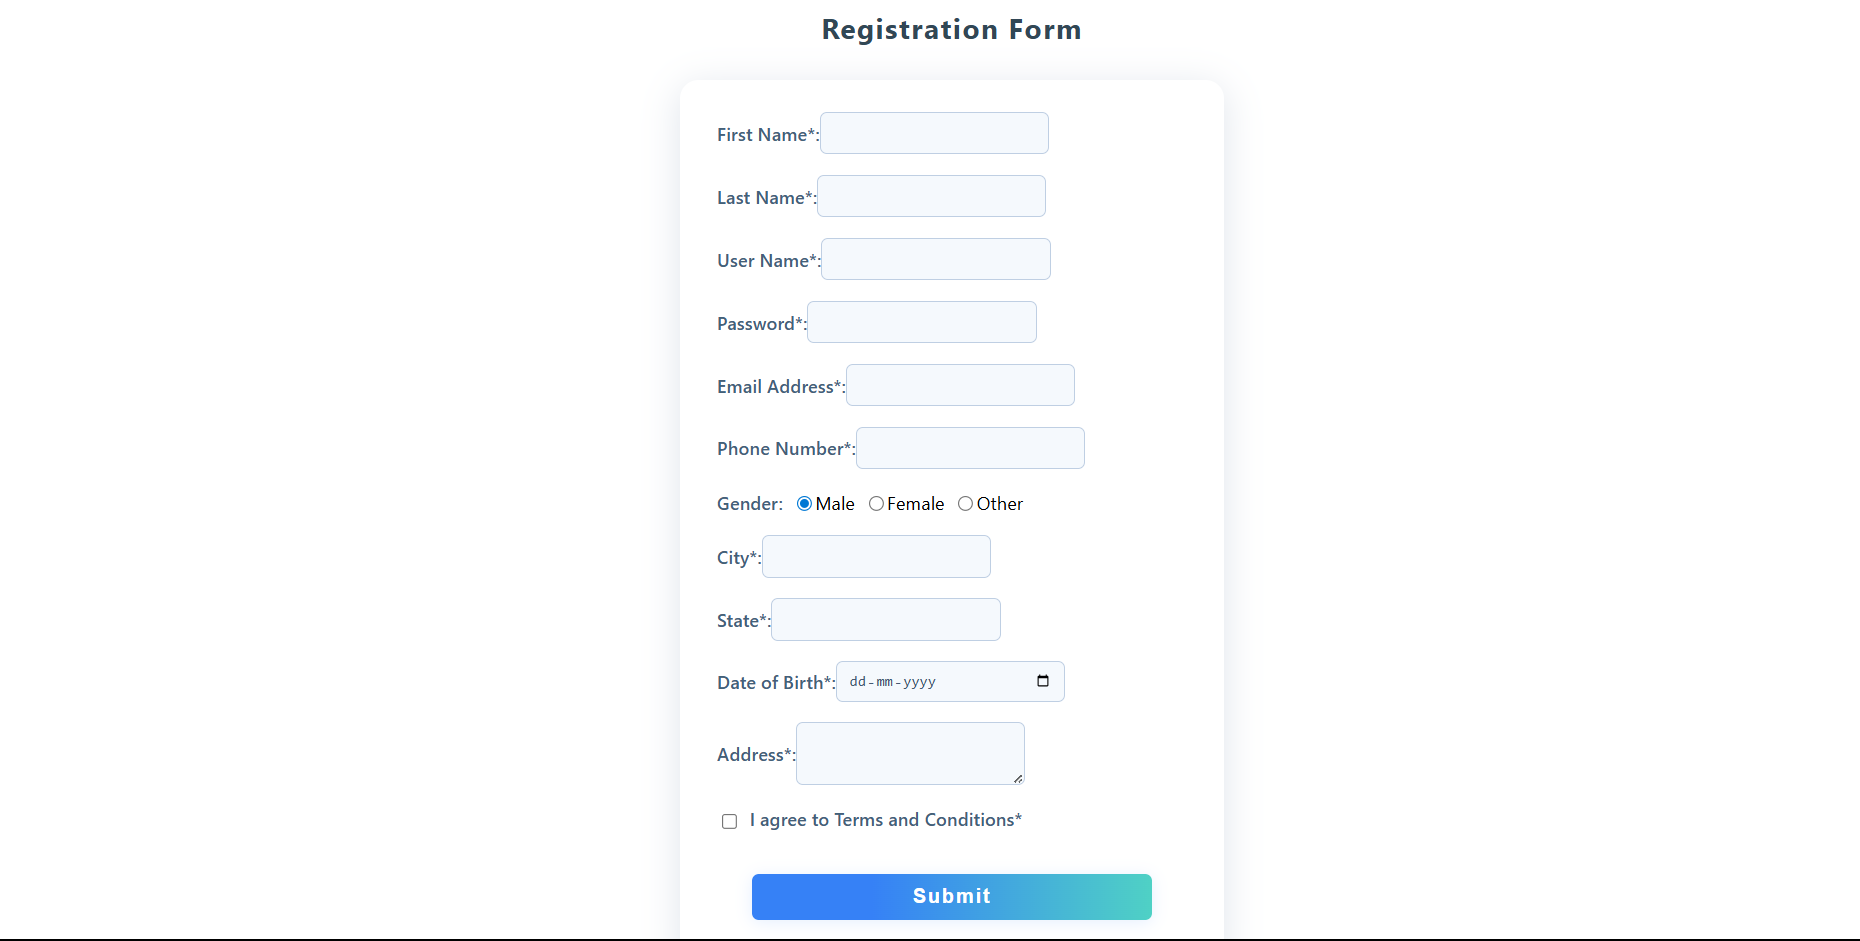 Registration Form
First Name*:
Last Name*:
User Name*:
Password*:
Email Address*:
Phone Number*:
Gender: Male Female Other
City*:
State*:
Date of Birth*: dd-mm-yyyy
Address*:
I agree to Terms and Conditions*
Submit